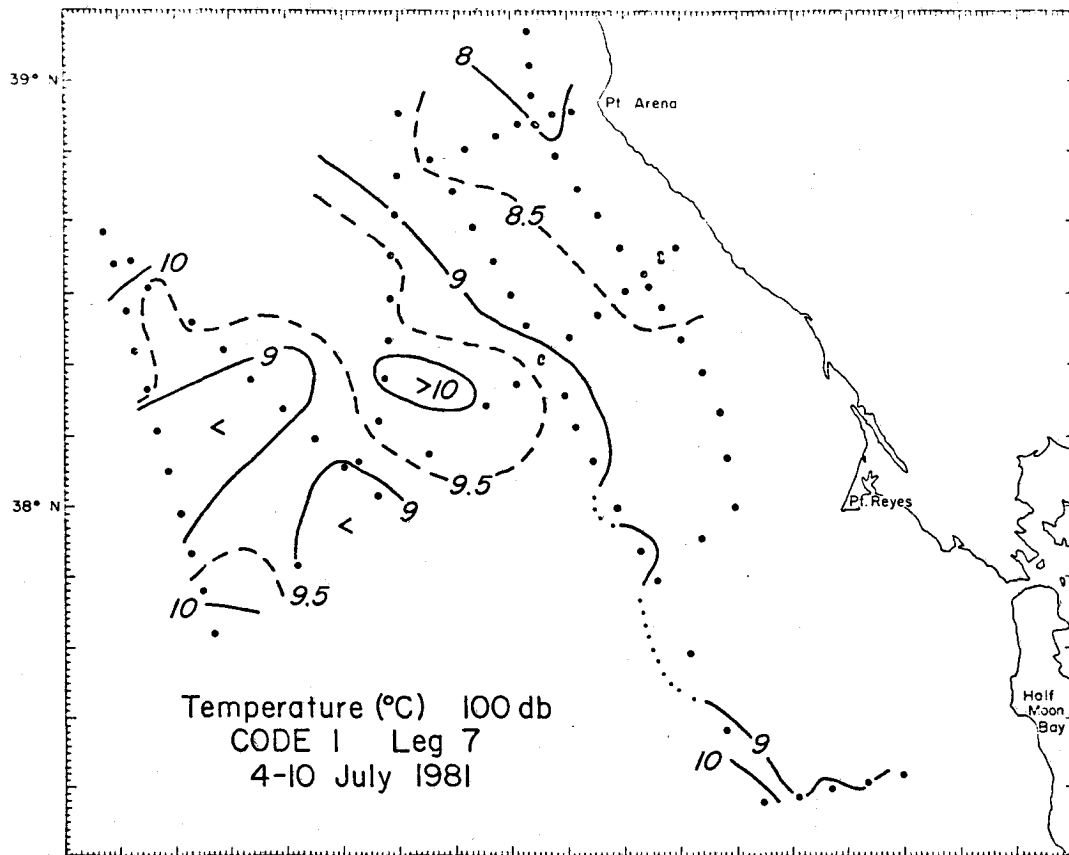 8
39° N
Pt. Arena
8.5
10
9
9
>10
<
9.5
38° N
9
<
Pt. Reyes
9.5
10
Temperature (°C) 100 db
CODE 1 Leg 7
4-10 July 1981
Half
Moon
Bay
9
10